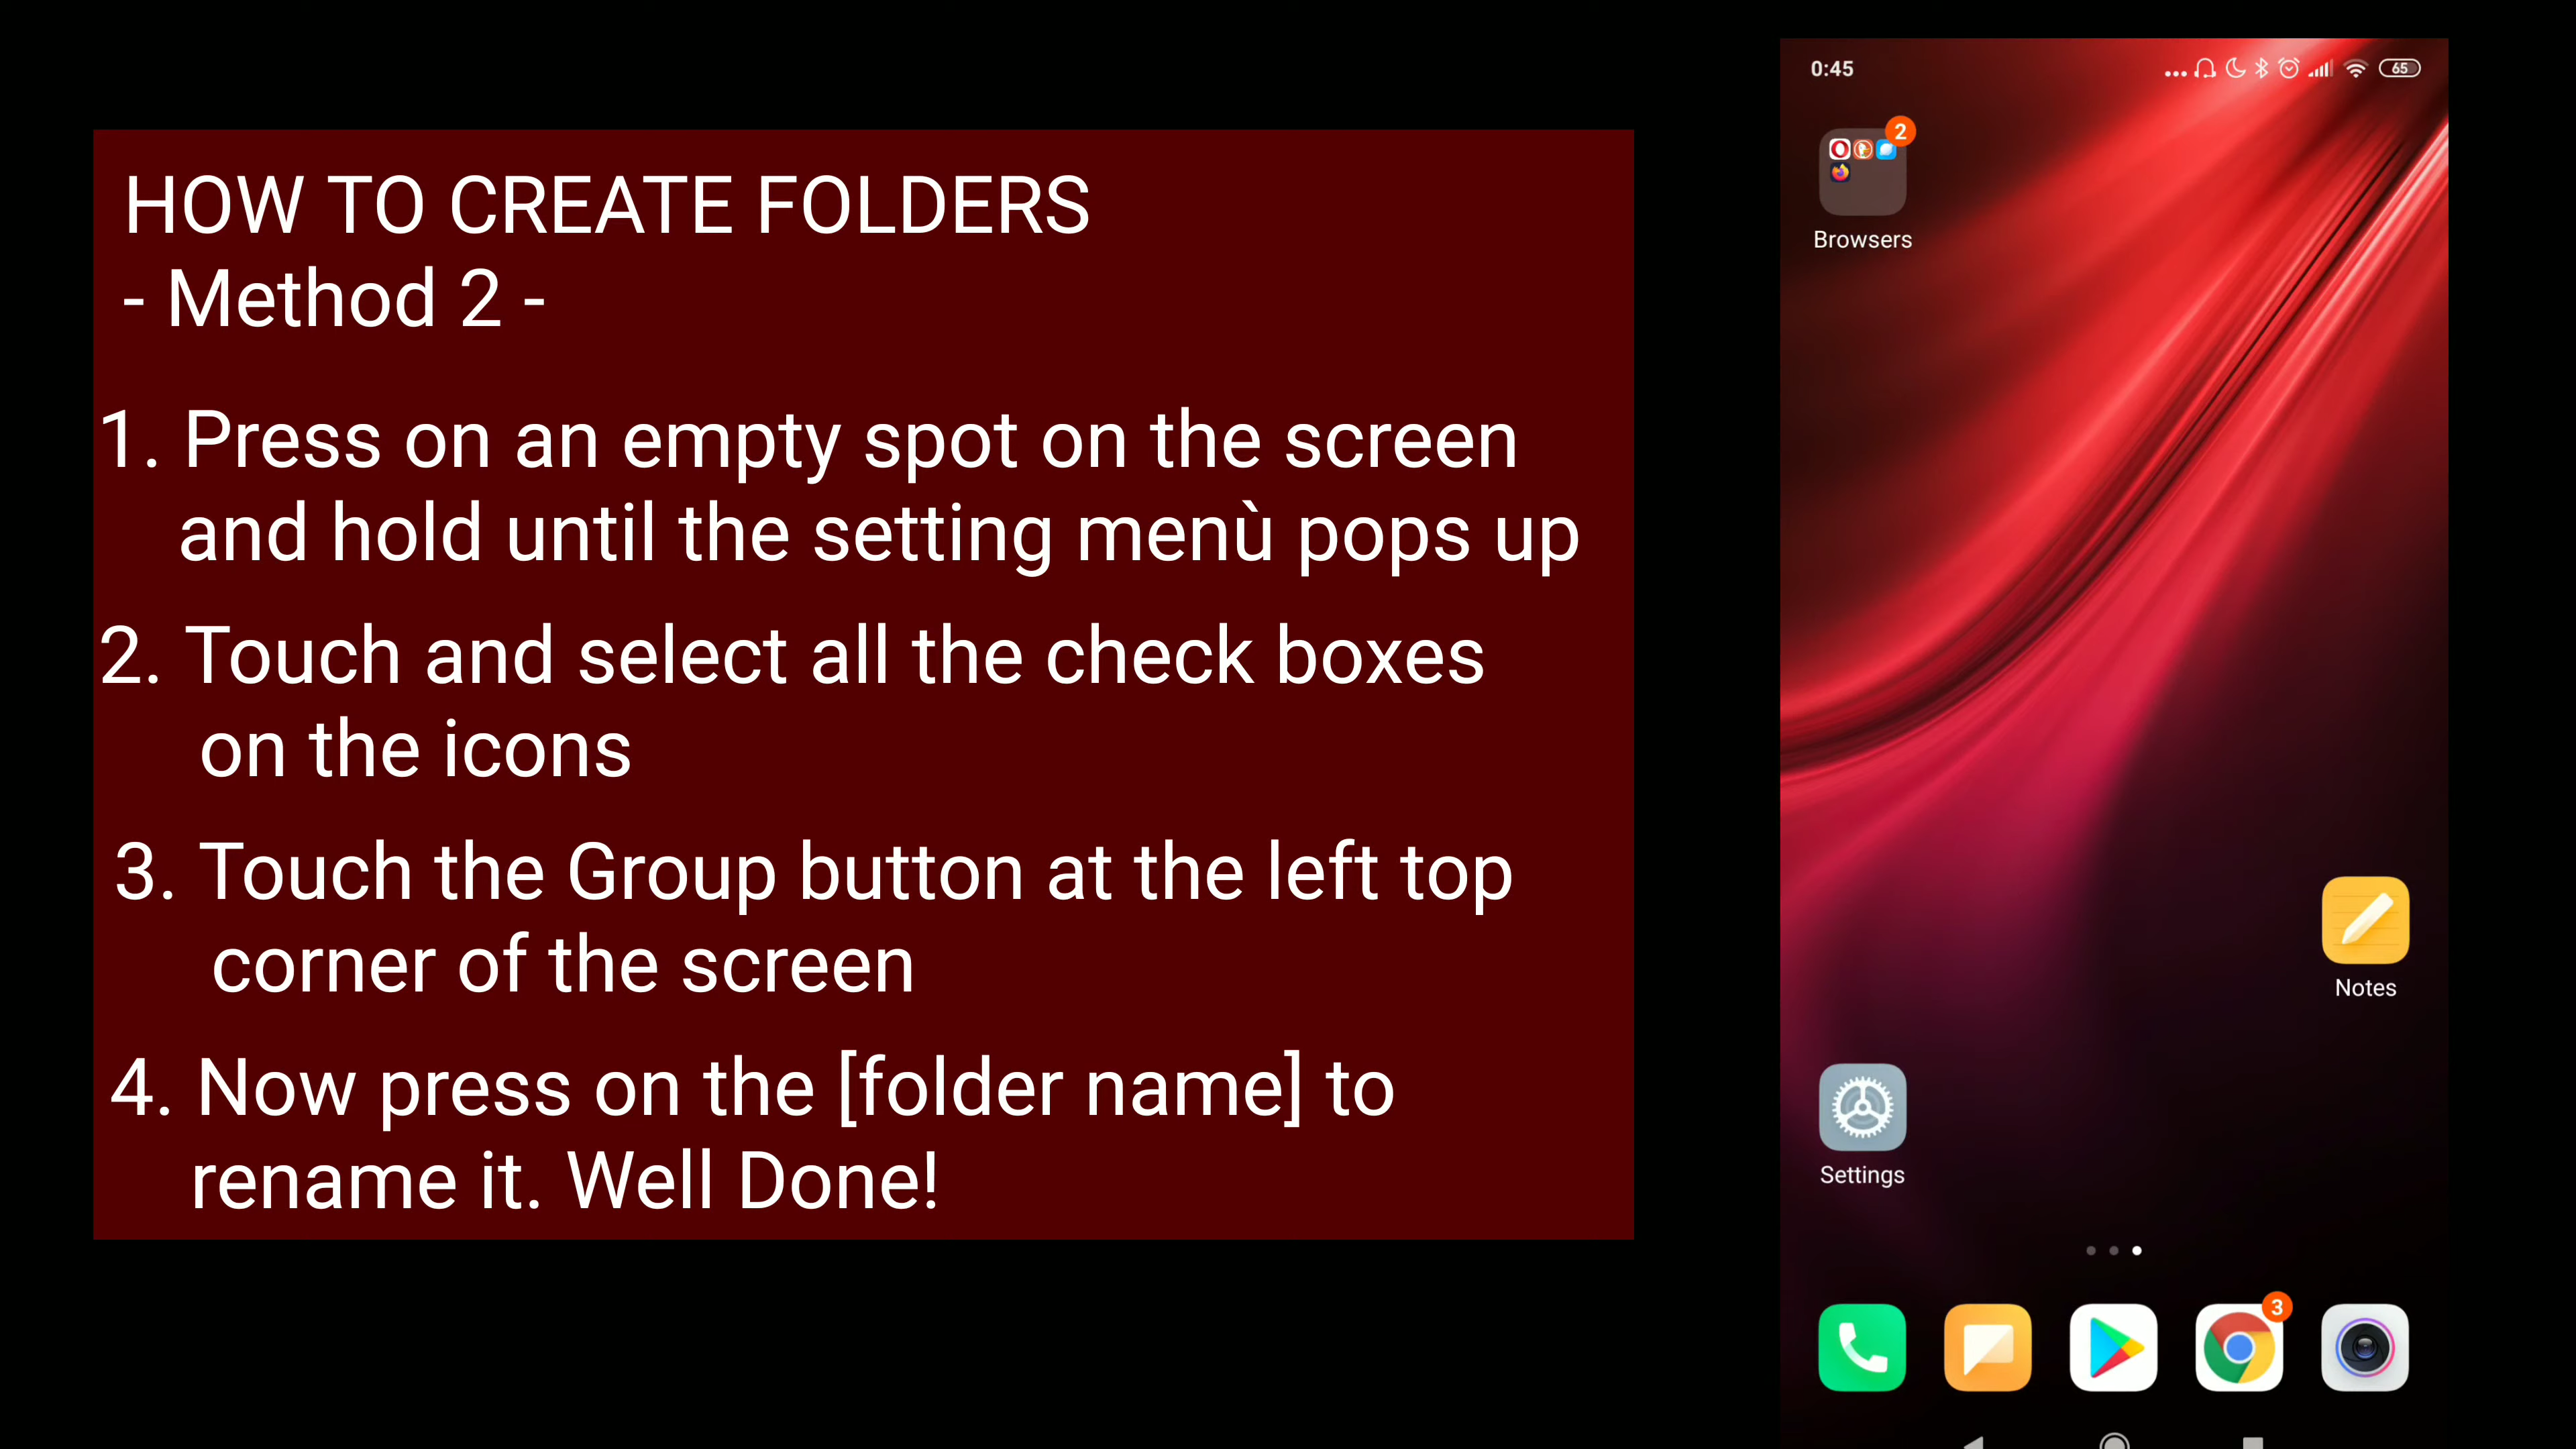 HOW TO CREATE FOLDERS
- Method 2 -
1. Press on an empty spot on the screen
and hold until the setting menù pops up
2. Touch and select all the check boxes
on the icons
3. Touch the Group button at the left top
corner of the screen
4. Now press on the [folder name] to
rename it. Well Done!
0:45
65
2
Browsers
Notes
Settings
3